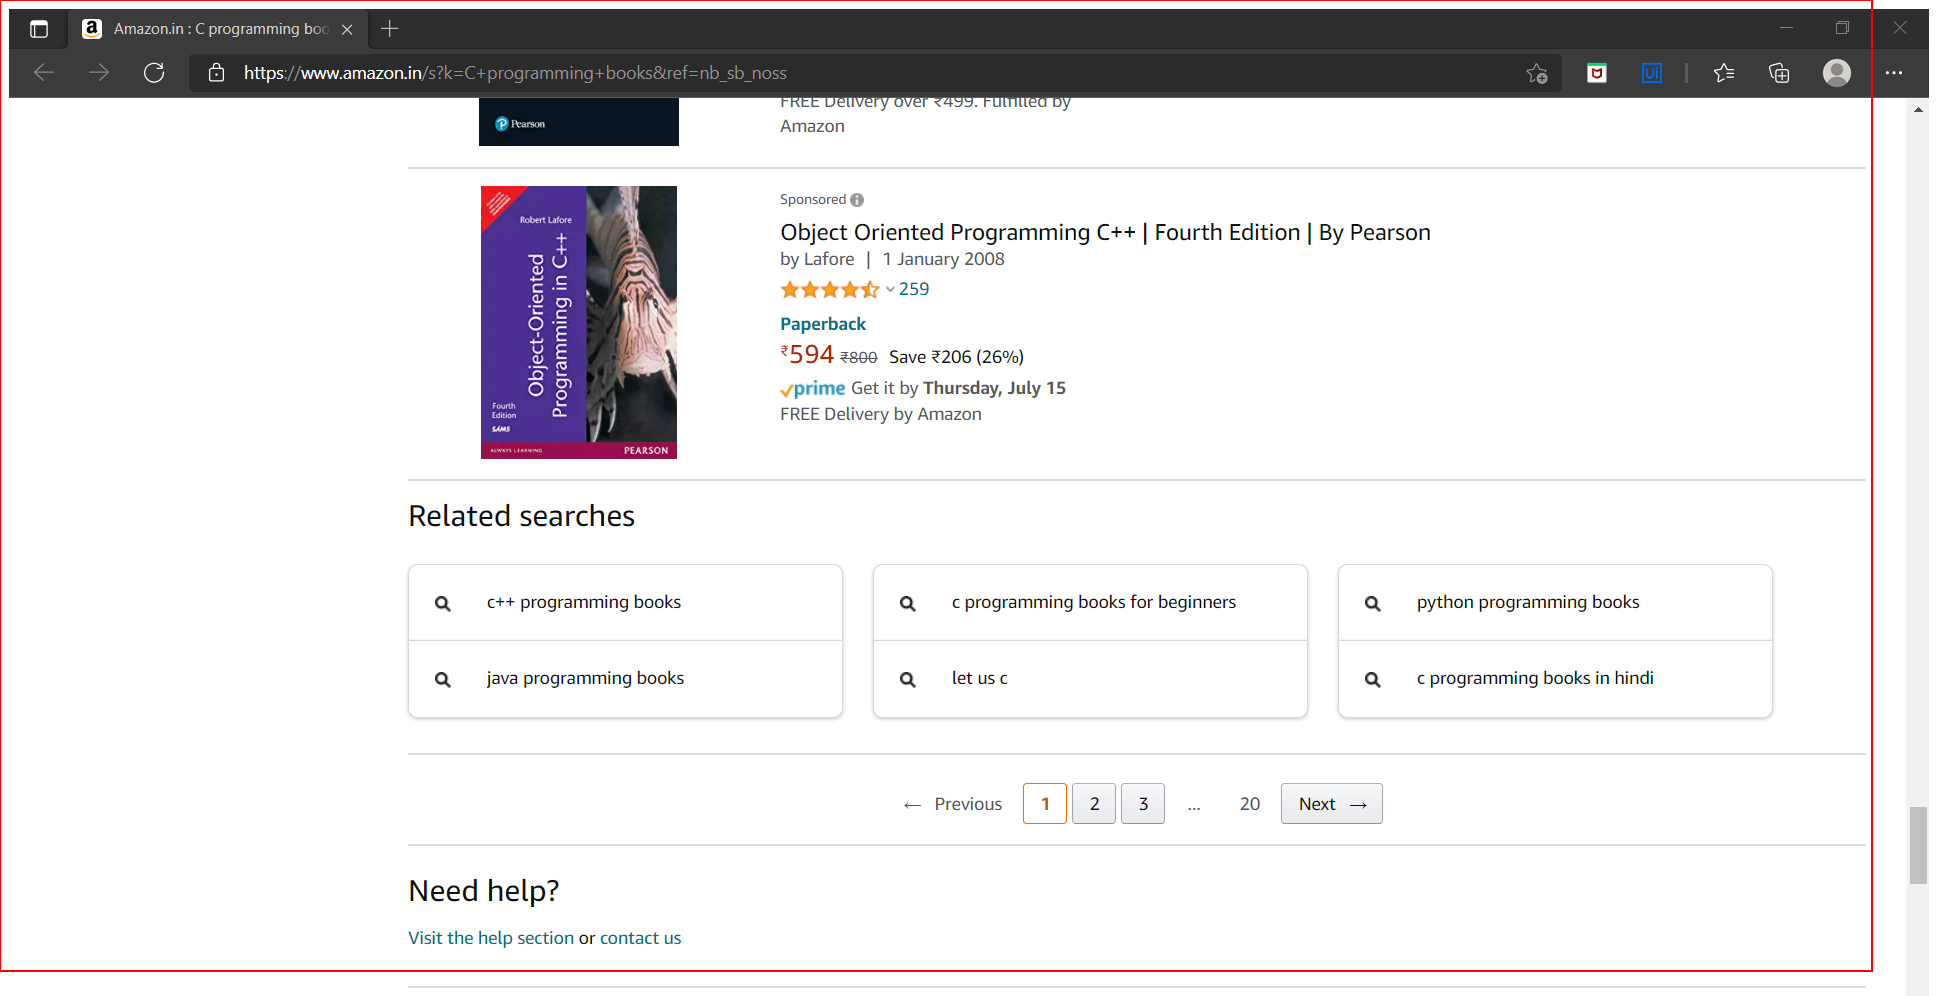 Amazon.in : C programming boo
https://www.amazon.in/s?k=C+programming+books&ref=nb_sb_noss
Pearson
FREE Delivery over ₹499. Fulfilled by
Amazon
Robert Lafore
Object-Oriented
Programming in C++
Fourth
Edition
SAMS
ALWAYS LEARNING
PEARSON
Sponsored
Object Oriented Programming C++ | Fourth Edition | By Pearson
by Lafore | 1 January 2008
259
Paperback
₹594 ₹800 Save ₹206 (26%)
prime Get it by Thursday, July 15
FREE Delivery by Amazon
Related searches
c++ programming books
c programming books for beginners
python programming books
java programming books
let us c
c programming books in hindi
← Previous 1 2 3 ... 20 Next →
Need help?
Visit the help section or contact us